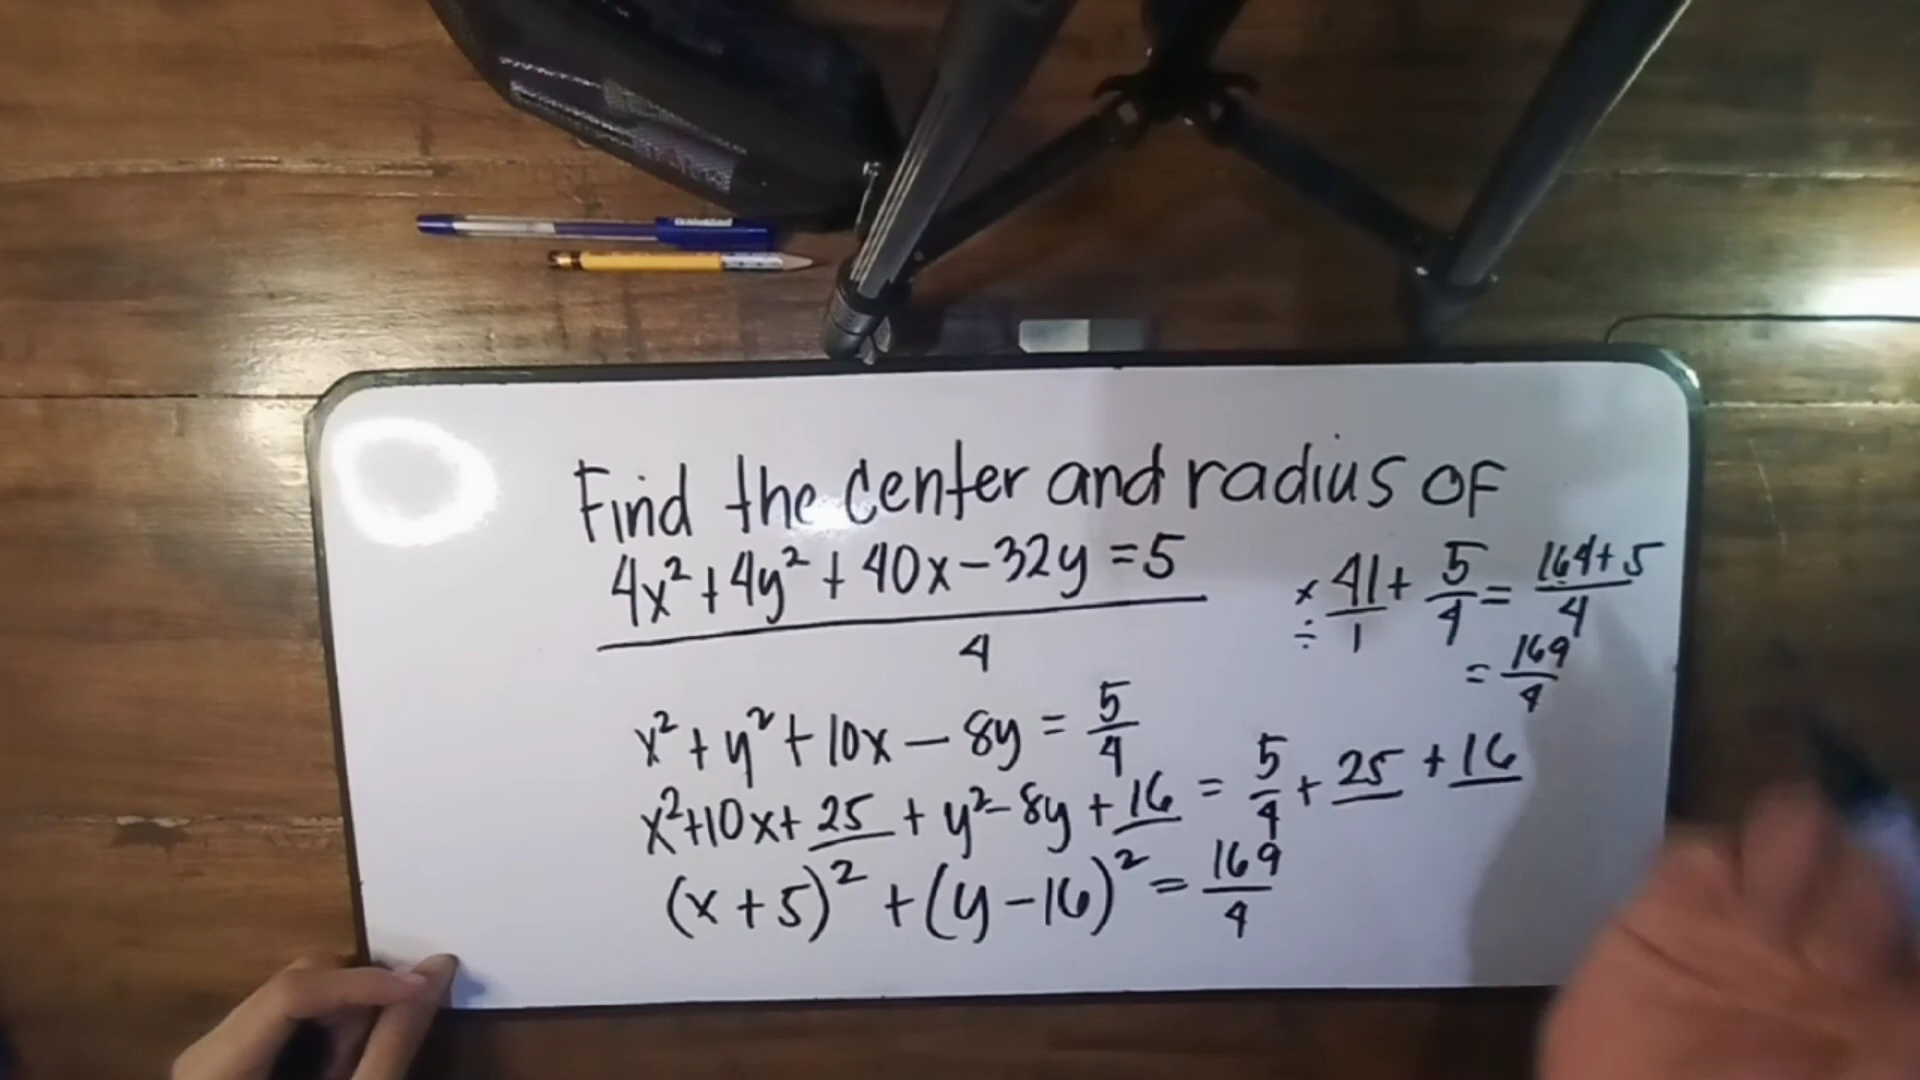 Find the center and radius of
4x² + 4y² + 40x - 32y = 5
4
x² + y² + 10x - 8y = 5/4
x² + 10x + 25 + y² - 8y + 16 = 5/4 + 25 + 16
(x + 5)² + (y - 16)² = 169/4
× ÷ 41/1 + 5/4 = 164 + 5/4
= 169/4